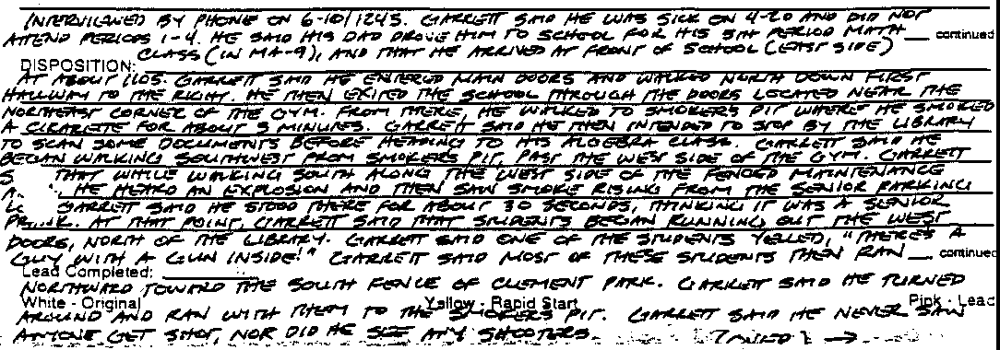 INTERVIEWED BY PHONE ON 6-10/1245. GARRETT SAID HE WAS SICK ON 4-20 AND DID NOT
ATTEND PERIODS 1-4. HE SAID HIS DAD DROVE HIM TO SCHOOL FOR HIS 5TH PERIOD MATH
continued
CLASS (IN MA-9), AND THAT HE ARRIVED AT FRONT OF SCHOOL (EAST SIDE)
DISPOSITION:
AT ABOUT 1105. GARRETT SAID HE ENTERED MAIN DOORS AND WALKED NORTH DOWN FIRST
HALLWAY TO THE RIGHT. HE THEN EXITED THE SCHOOL THROUGH THE DOORS LOCATED NEAR THE
NORTHEAST CORNER OF THE GYM. FROM THERE, HE WALKED TO SMOKERS PIT WHERE HE SMOKED
A CIGARETTE FOR ABOUT 5 MINUTES. GARRETT SAID HE THEN INTENDED TO STOP BY THE LIBRARY
TO SCAN SOME DOCUMENTS BEFORE HEADING TO HIS ALGEBRA CLASS. GARRETT SAID HE
BEGAN WALKING SOUTHWEST FROM SMOKERS PIT, PAST THE WEST SIDE OF THE GYM. GARRETT
S THAT WHILE WALKING SOUTH ALONG THE WEST SIDE OF THE FENCED MAINTENANCE
A HE HEARD AN EXPLOSION AND THEN SAW SMOKE RISING FROM THE SENIOR PARKING
GARRETT SAID HE STOOD THERE FOR ABOUT 30 SECONDS, THINKING IT WAS A SENIOR
PRANK. AT THAT POINT, GARRETT SAID THAT STUDENTS BEGAN RUNNING OUT THE WEST
DOORS, NORTH OF THE LIBRARY. GARRETT SAID ONE OF THE STUDENTS YELLED, "THERE'S A
GUY WITH A GUN INSIDE!" GARRETT SAID MOST OF THESE STUDENTS THEN RAN
continued
Lead Completed:
NORTHWARD TOWARD THE SOUTH FENCE OF CLEMENT PARK. GARRETT SAID HE TURNED
White - Original Yellow - Rapid Start Pink - Lead
AROUND AND RAN WITH THEM TO THE SMOKERS PIT. GARRETT SAID HE NEVER SAW
ANYONE GET SHOT, NOR DID HE SEE ANY SHOOTERS.